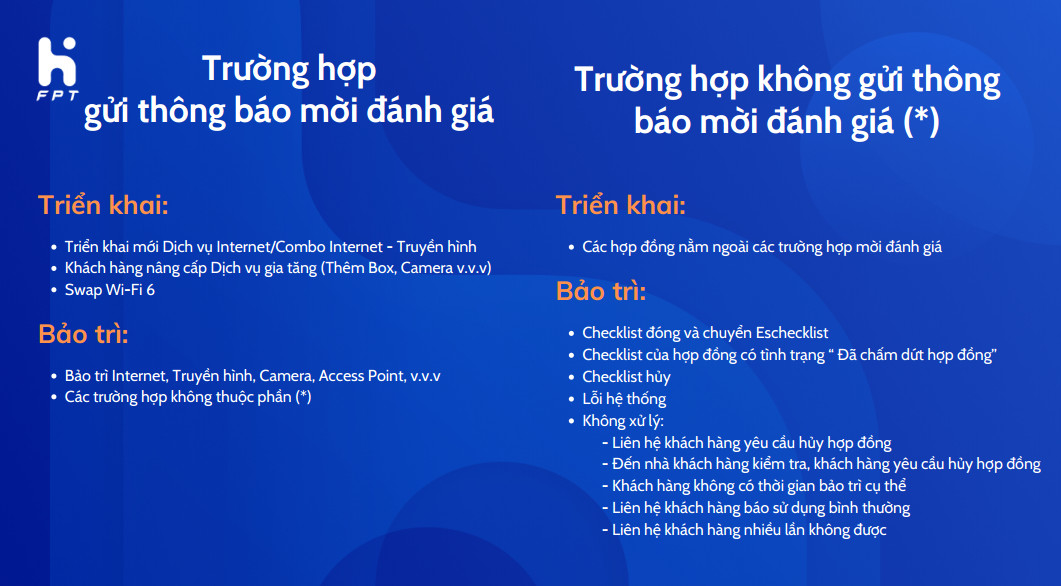 FPT
Trường hợp
gửi thông báo mời đánh giá
Triển khai:
• Triển khai mới Dịch vụ Internet/Combo Internet - Truyền hình
• Khách hàng nâng cấp Dịch vụ gia tăng (Thêm Box, Camera v.v.v)
• Swap Wi-Fi 6
Bảo trì:
• Bảo trì Internet, Truyền hình, Camera, Access Point, v.v.v
• Các trường hợp không thuộc phần (*)
Trường hợp không gửi thông
báo mời đánh giá (*)
Triển khai:
• Các hợp đồng nằm ngoài các trường hợp mời đánh giá
Bảo trì:
• Checklist đóng và chuyển Eschecklist
• Checklist của hợp đồng có tình trạng “ Đã chấm dứt hợp đồng”
• Checklist hủy
• Lỗi hệ thống
• Không xử lý:
- Liên hệ khách hàng yêu cầu hủy hợp đồng
- Đến nhà khách hàng kiểm tra, khách hàng yêu cầu hủy hợp đồng
- Khách hàng không có thời gian bảo trì cụ thể
- Liên hệ khách hàng báo sử dụng bình thường
- Liên hệ khách hàng nhiều lần không được